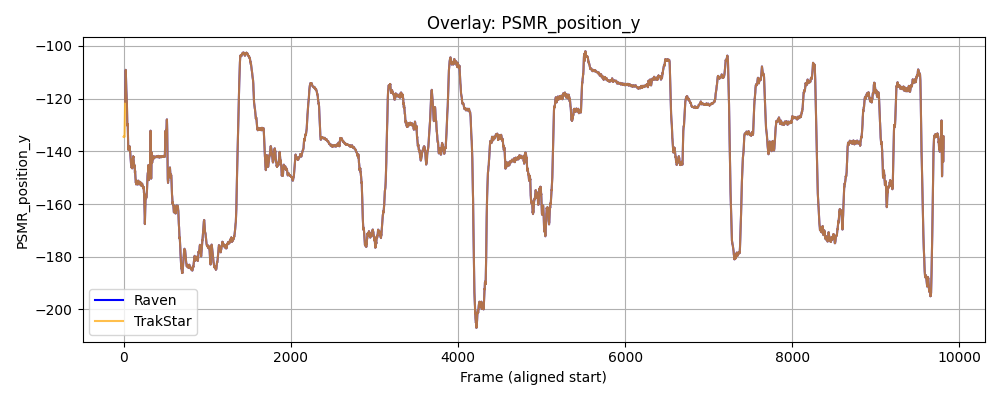 Overlay: PSMR_position_y
PSMR_position_y
−100
−120
−140
−160
−180
−200
Raven
TrakStar
0 2000 4000 6000 8000 10000
Frame (aligned start)